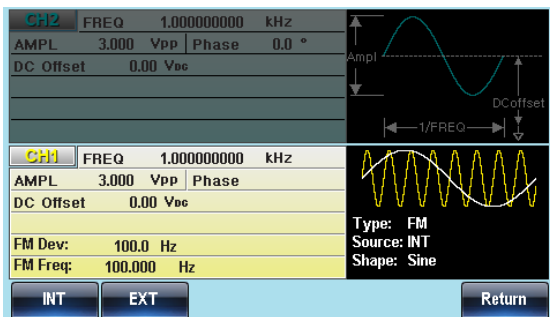 CH2 FREQ 1.000000000 kHz
AMPL 3.000 Vpp Phase 0.0 °
DC Offset 0.00 VDC
Ampl
DCoffset
1/FREQ
CH1 FREQ 1.000000000 kHz
AMPL 3.000 Vpp Phase
DC Offset 0.00 VDC
FM Dev: 100.0 Hz
FM Freq: 100.000 Hz
Type: FM
Source: INT
Shape: Sine
INT EXT Return